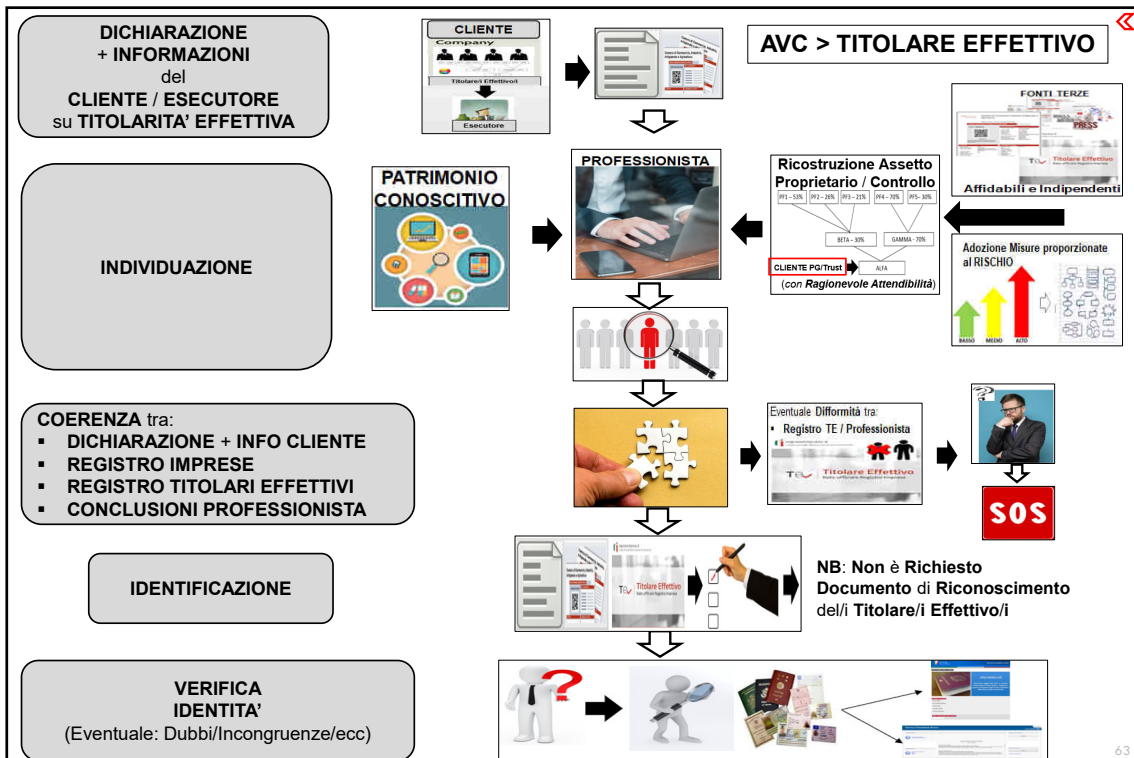 DICHIARAZIONE
+ INFORMAZIONI
del
CLIENTE / ESECUTORE
su TITOLARITA' EFFETTIVA
CLIENTE
Company
Titolare/i Effettivo/i
Esecutore
AVC > TITOLARE EFFETTIVO
FONTI TERZE
PRESS
Titolare Effettivo
Affidabili e Indipendenti
INDIVIDUAZIONE
PATRIMONIO
CONOSCITIVO
PROFESSIONISTA
Ricostruzione Assetto
Proprietario / Controllo
PF1 – 53%
PF2 – 26%
PF3 – 21%
PF4 – 70%
PF5– 30%
BETA – 30%
GAMMA - 70%
CLIENTE PG/Trust
ALFA
(con Ragionevole Attendibilità)
Adozione Misure proporzionate
al RISCHIO
BASSO
MEDIO
ALTO
COERENZA tra:
▪ DICHIARAZIONE + INFO CLIENTE
▪ REGISTRO IMPRESE
▪ REGISTRO TITOLARI EFFETTIVI
▪ CONCLUSIONI PROFESSIONISTA
Eventuale Difformità tra:
▪ Registro TE / Professionista
Titolare Effettivo
SOS
IDENTIFICAZIONE
Titolare Effettivo
NB: Non è Richiesto
Documento di Riconoscimento
del/i Titolare/i Effettivo/i
VERIFICA
IDENTITA'
(Eventuale: Dubbi/Incongruenze/ecc)
63